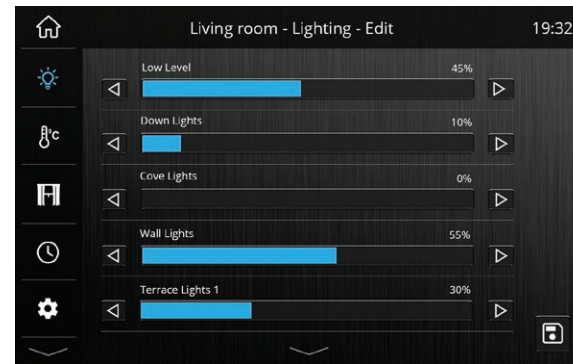 Living room - Lighting - Edit
19:32
Low Level
45%
°C
Down Lights
10%
Cove Lights
0%
Wall Lights
55%
Terrace Lights 1
30%